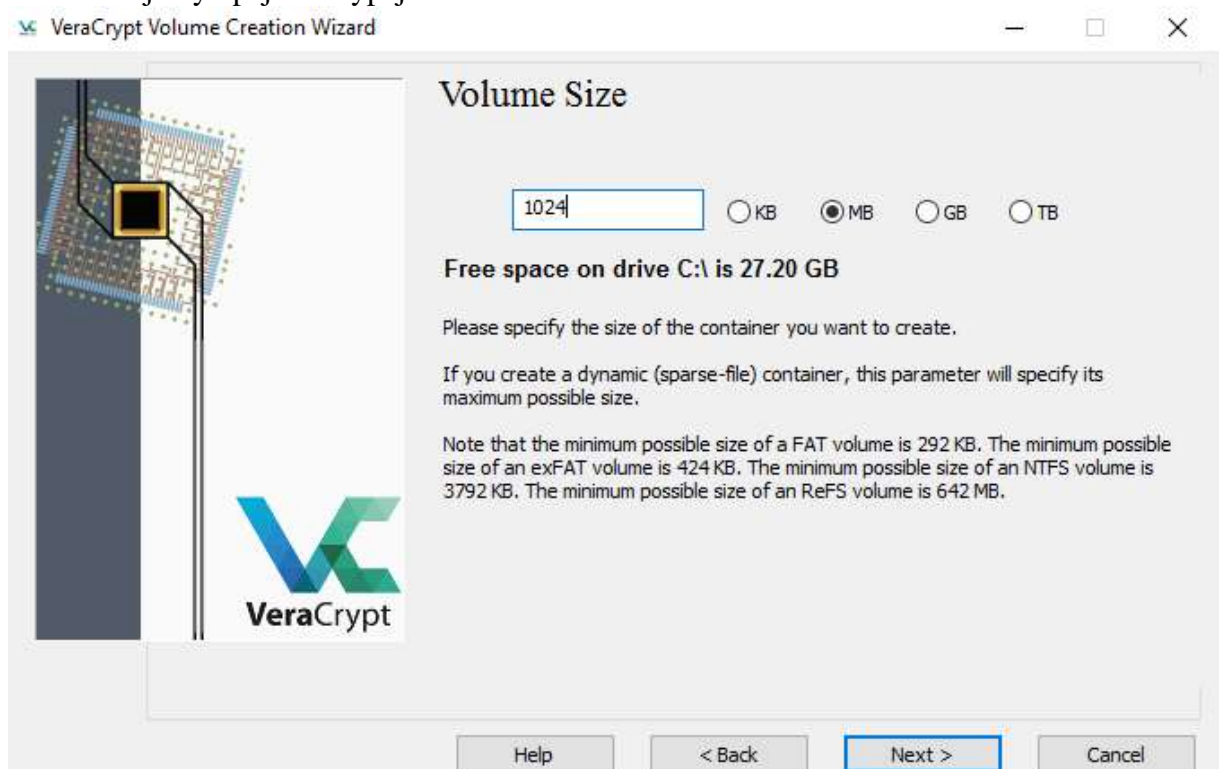 VeraCrypt Volume Creation Wizard
Volume Size
1024
KB MB GB TB
Free space on drive C:\ is 27.20 GB
Please specify the size of the container you want to create.
If you create a dynamic (sparse-file) container, this parameter will specify its
maximum possible size.
Note that the minimum possible size of a FAT volume is 292 KB. The minimum possible
size of an exFAT volume is 424 KB. The minimum possible size of an NTFS volume is
3792 KB. The minimum possible size of an ReFS volume is 642 MB.
VeraCrypt
Help < Back Next > Cancel